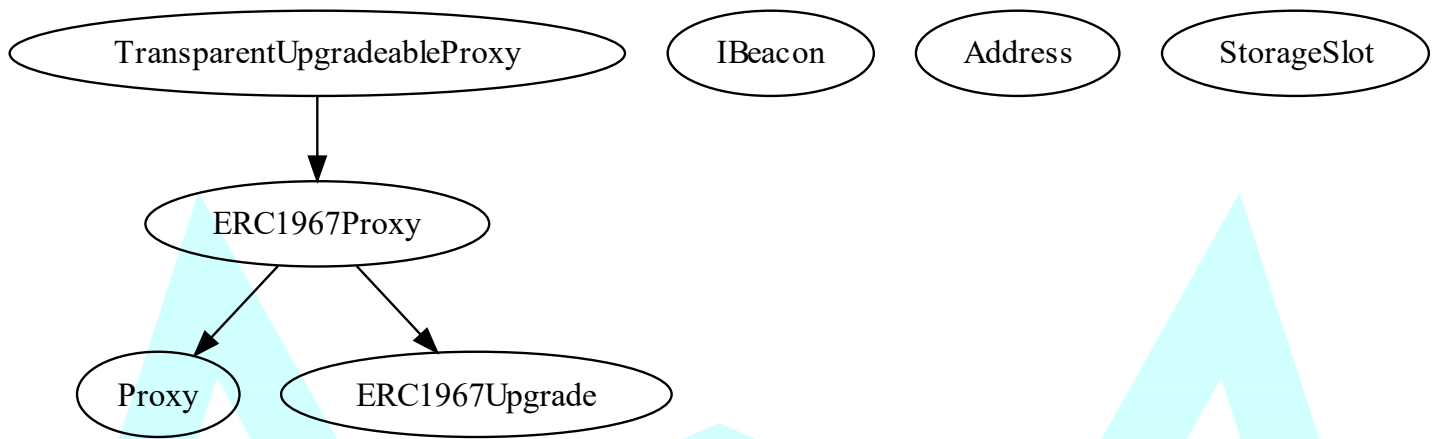 TransparentUpgradeableProxy
IBeacon
Address
StorageSlot
ERC1967Proxy
Proxy
ERC1967Upgrade